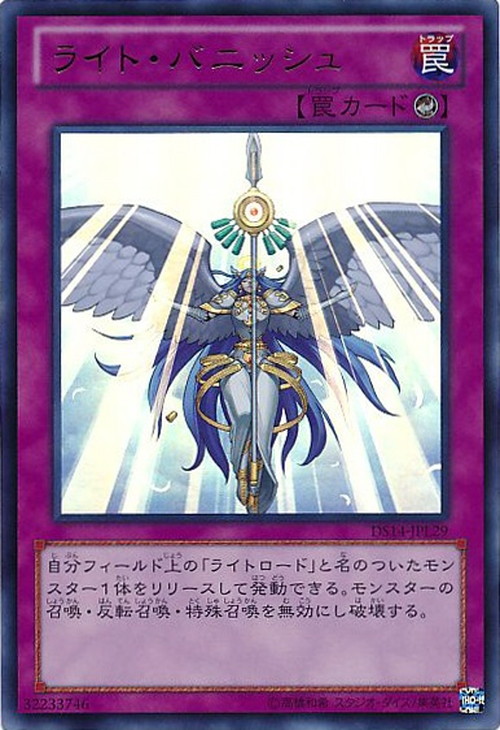 ライト・バニッシュ
トラップ
罠
【罠カード】
DS14-JPL29
自分フィールド上の「ライトロード」と名のついたモン
スター1体をリリースして発動できる。モンスターの
召喚・反転召喚・特殊召喚を無効にし破壊する。
32233746
©高橋和希 スタジオ・ダイス/集英社